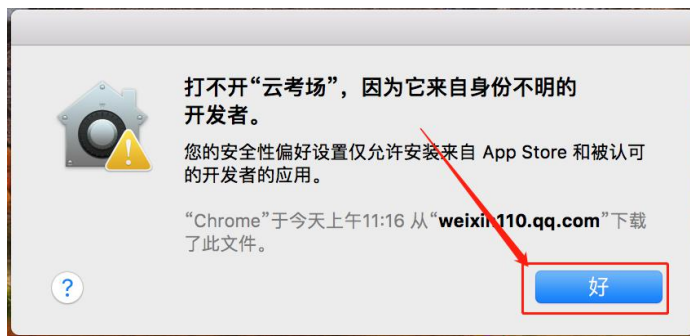 打不开“云考场”，因为它来自身份不明的
开发者。
您的安全性偏好设置仅允许安装来自 App Store 和被认可
的开发者的应用。
“Chrome”于今天上午11:16 从“weixin110.qq.com”下载
了此文件。
?
好